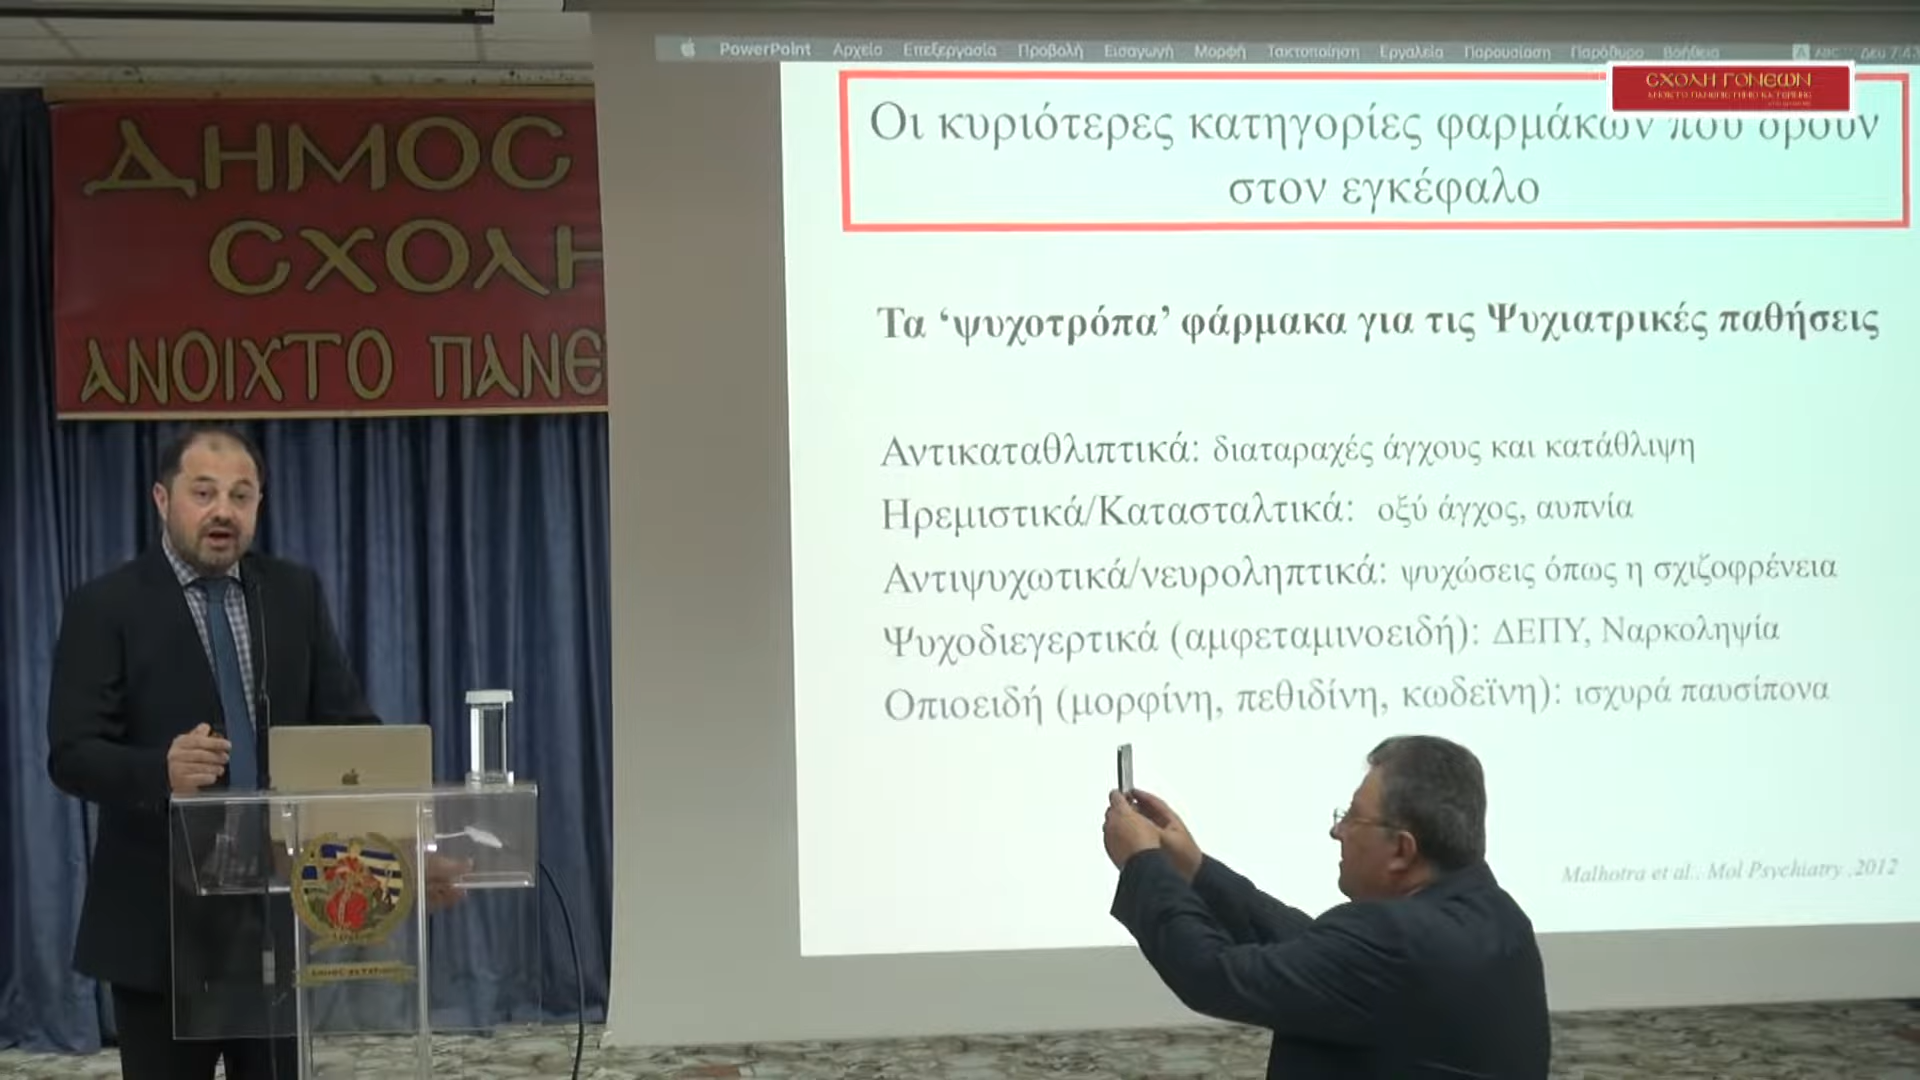 PowerPoint Αρχείο Επεξεργασία Προβολή Εισαγωγή Μορφή Τακτοποίηση Εργαλεία Παρουσίαση Παράθυρο Βοήθεια
ΣΧΟΛΗ ΓΟΝΕΩΝ
ΔΗΜΟΣ
ΣΧΟΛΗ
ΑΝΟΙΧΤΟ ΠΑΝΕ
Οι κυριότερες κατηγορίες φαρμάκων που δρουν
στον εγκέφαλο
Τα ‘ψυχοτρόπα’ φάρμακα για τις Ψυχιατρικές παθήσεις
Αντικαταθλιπτικά: διαταραχές άγχους και κατάθλιψη
Ηρεμιστικά/Κατασταλτικά: οξύ άγχος, αυπνία
Αντιψυχωτικά/νευροληπτικά: ψυχώσεις όπως η σχιζοφρένεια
Ψυχοδιεγερτικά (αμφεταμινοειδή): ΔΕΠΥ, Ναρκοληψία
Οπιοειδή (μορφίνη, πεθιδίνη, κωδεϊνη): ισχυρά παυσίπονα
Malhotra et al., Mol Psychiatry ,2012